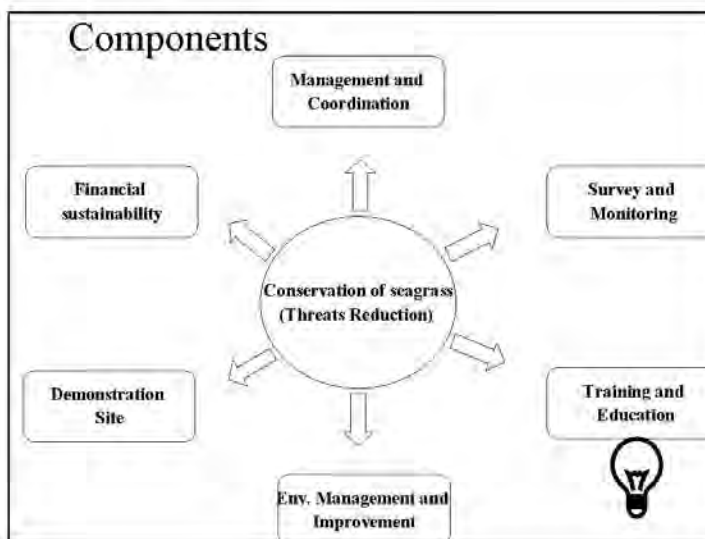 Components
Management and
Coordination
Financial
sustainability
Survey and
Monitoring
Conservation of seagrass
(Threats Reduction)
Demonstration
Site
Training and
Education
Env. Management and
Improvement